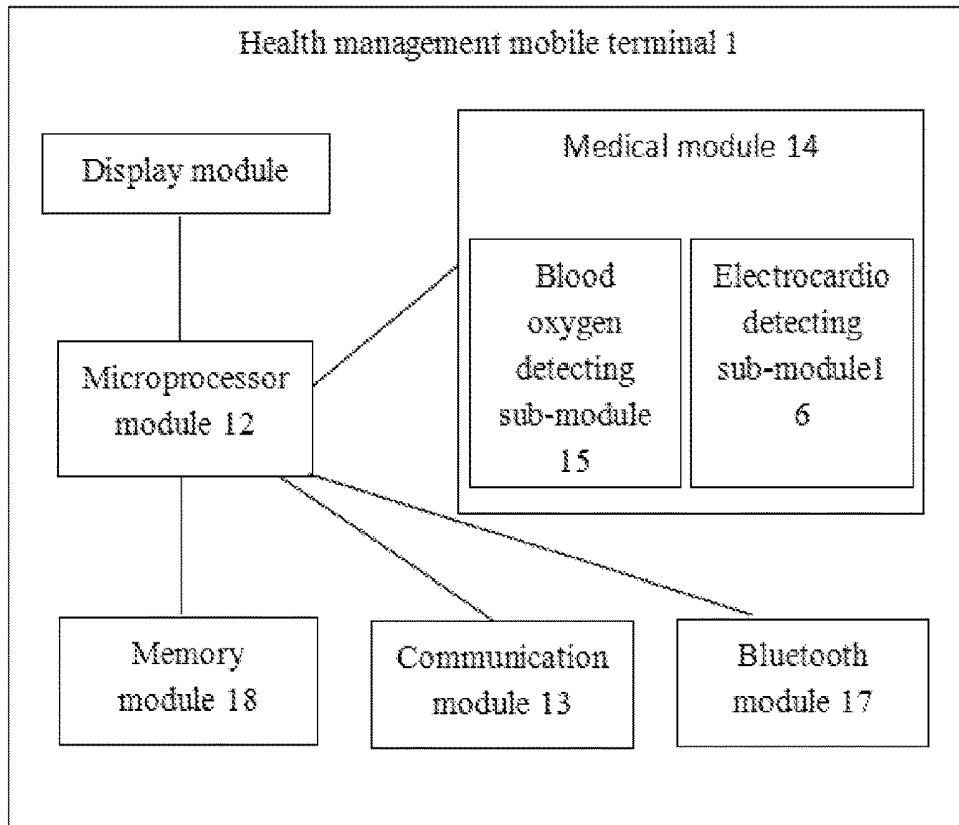 Health management mobile terminal 1
Display module
Medical module 14
Blood
oxygen
detecting
sub-module
15
Electrocardio
detecting
sub-module1
6
Microprocessor
module 12
Memory
module 18
Communication
module 13
Bluetooth
module 17